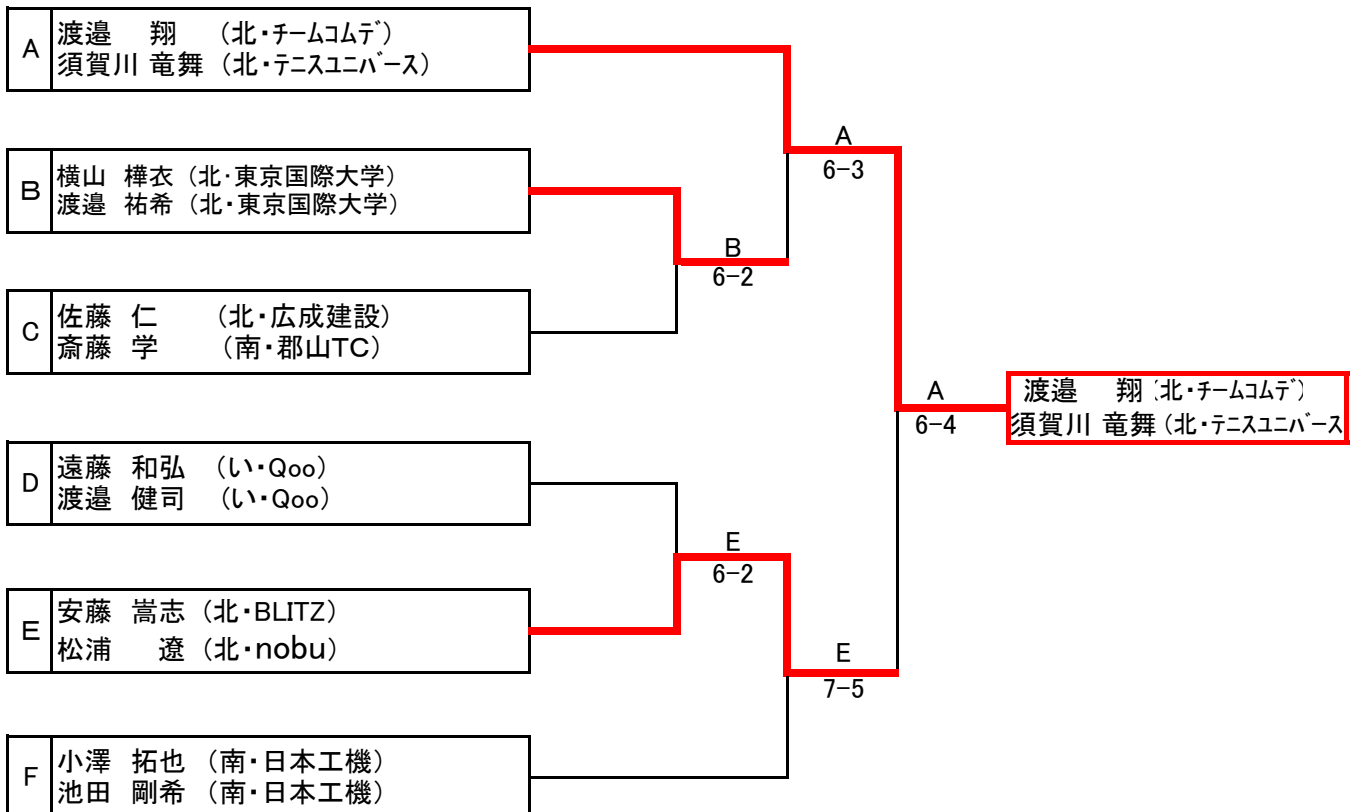 A
渡邉　翔　（北・チームコムデ）
須賀川 竜舞 （北・テニスユニバース）
A
6-3
B
横山 樺衣 （北・東京国際大学）
渡邉 祐希 （北・東京国際大学）
B
6-2
C
佐藤 仁　（北・広成建設）
斎藤 学　（南・郡山TC）
A
6-4
渡邉　翔 （北・チームコムデ）
須賀川 竜舞 （北・テニスユニバース
D
遠藤 和弘 （い・Qoo）
渡邉 健司 （い・Qoo）
E
6-2
E
安藤 嵩志 （北・BLITZ）
松浦　遼 （北・nobu）
E
7-5
F
小澤 拓也 （南・日本工機）
池田 剛希 （南・日本工機）